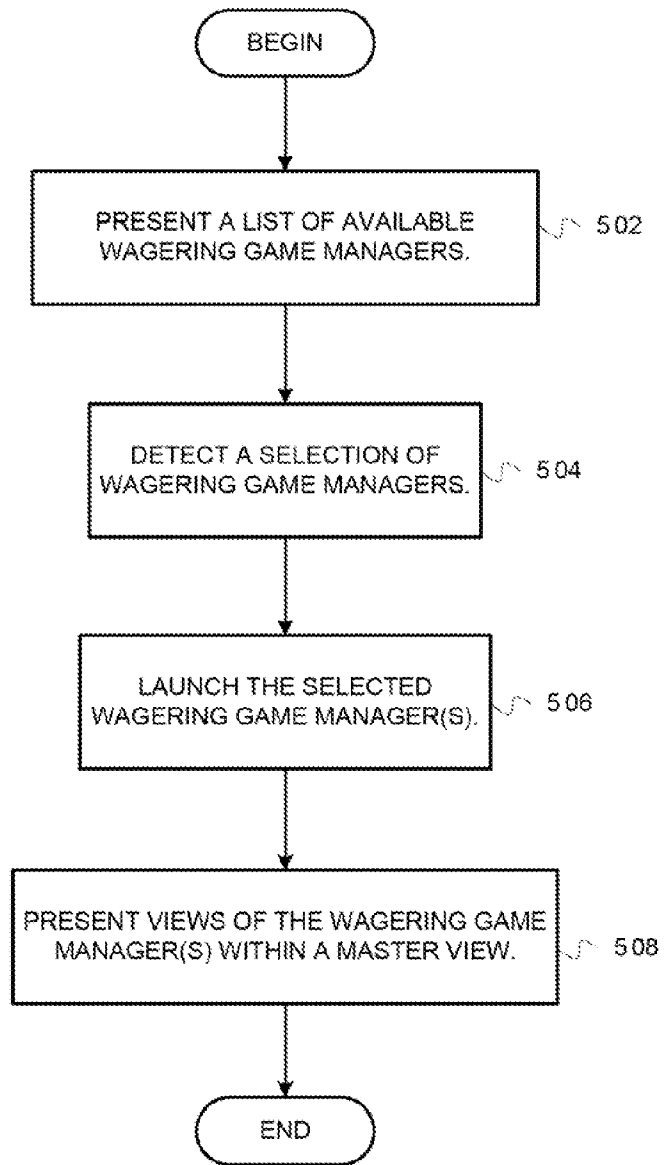 BEGIN
PRESENT A LIST OF AVAILABLE
WAGERING GAME MANAGERS.
502
DETECT A SELECTION OF
WAGERING GAME MANAGERS.
504
LAUNCH THE SELECTED
WAGERING GAME MANAGER(S).
506
PRESENT VIEWS OF THE WAGERING GAME
MANAGER(S) WITHIN A MASTER VIEW.
508
END